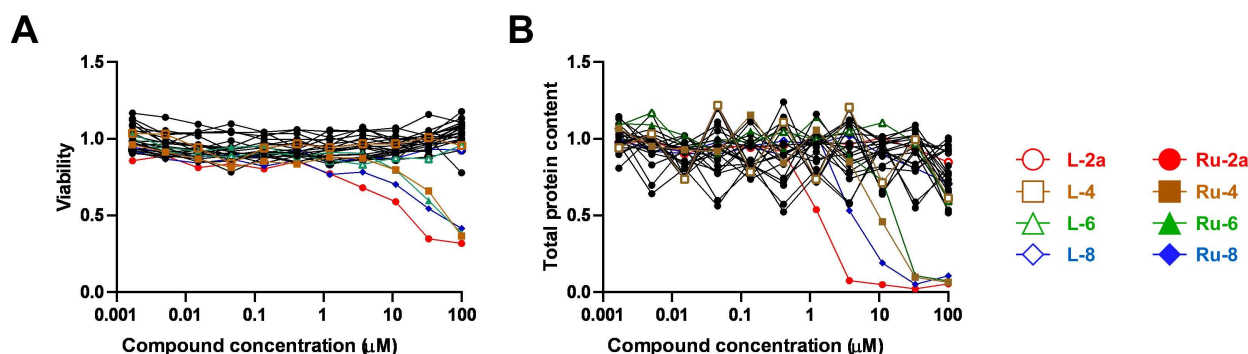 A
1.5
1.0
0.5
0.0
Viability
0.001 0.01 0.1 1 10 100
Compound concentration (μM)
B
1.5
1.0
0.5
0.0
Total protein content
0.001 0.01 0.1 1 10 100
Compound concentration (μM)
L-2a Ru-2a
L-4 Ru-4
L-6 Ru-6
L-8 Ru-8